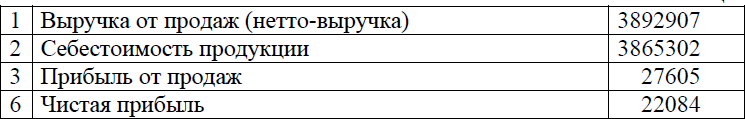 1 Выручка от продаж (нетто-выручка) 3892907
2 Себестоимость продукции 3865302
3 Прибыль от продаж 27605
6 Чистая прибыль 22084